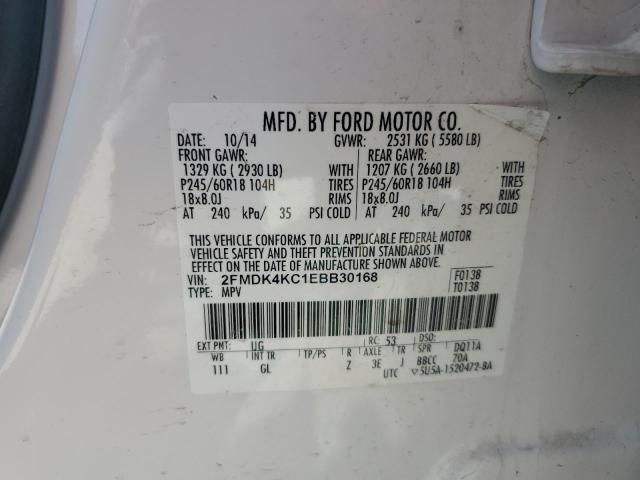 MFD. BY FORD MOTOR CO.
DATE: 10/14 GVWR: 2531 KG ( 5580 LB)
FRONT GAWR: REAR GAWR:
1329 KG ( 2930 LB) WITH 1207 KG ( 2660 LB) WITH
P245/60R18 104H TIRES P245/60R18 104H TIRES
18x8.0J RIMS 18x8.0J RIMS
AT 240 kPa/ 35 PSI COLD AT 240 kPa/ 35 PSI COLD
THIS VEHICLE CONFORMS TO ALL APPLICABLE FEDERAL MOTOR
VEHICLE SAFETY AND THEFT PREVENTION STANDARDS IN
EFFECT ON THE DATE OF MANUFACTURE SHOWN ABOVE.
VIN: 2FMDK4KC1EBB30168 F0138
TYPE: MPV T0138
EXT PNT: UG RC: 53 DSO:
WB INT TR TP/PS R AXLE TR SPR DQ11A
111 GL Z 3E J BBCC 70A
UTC ▽5U5A-1520472-BA